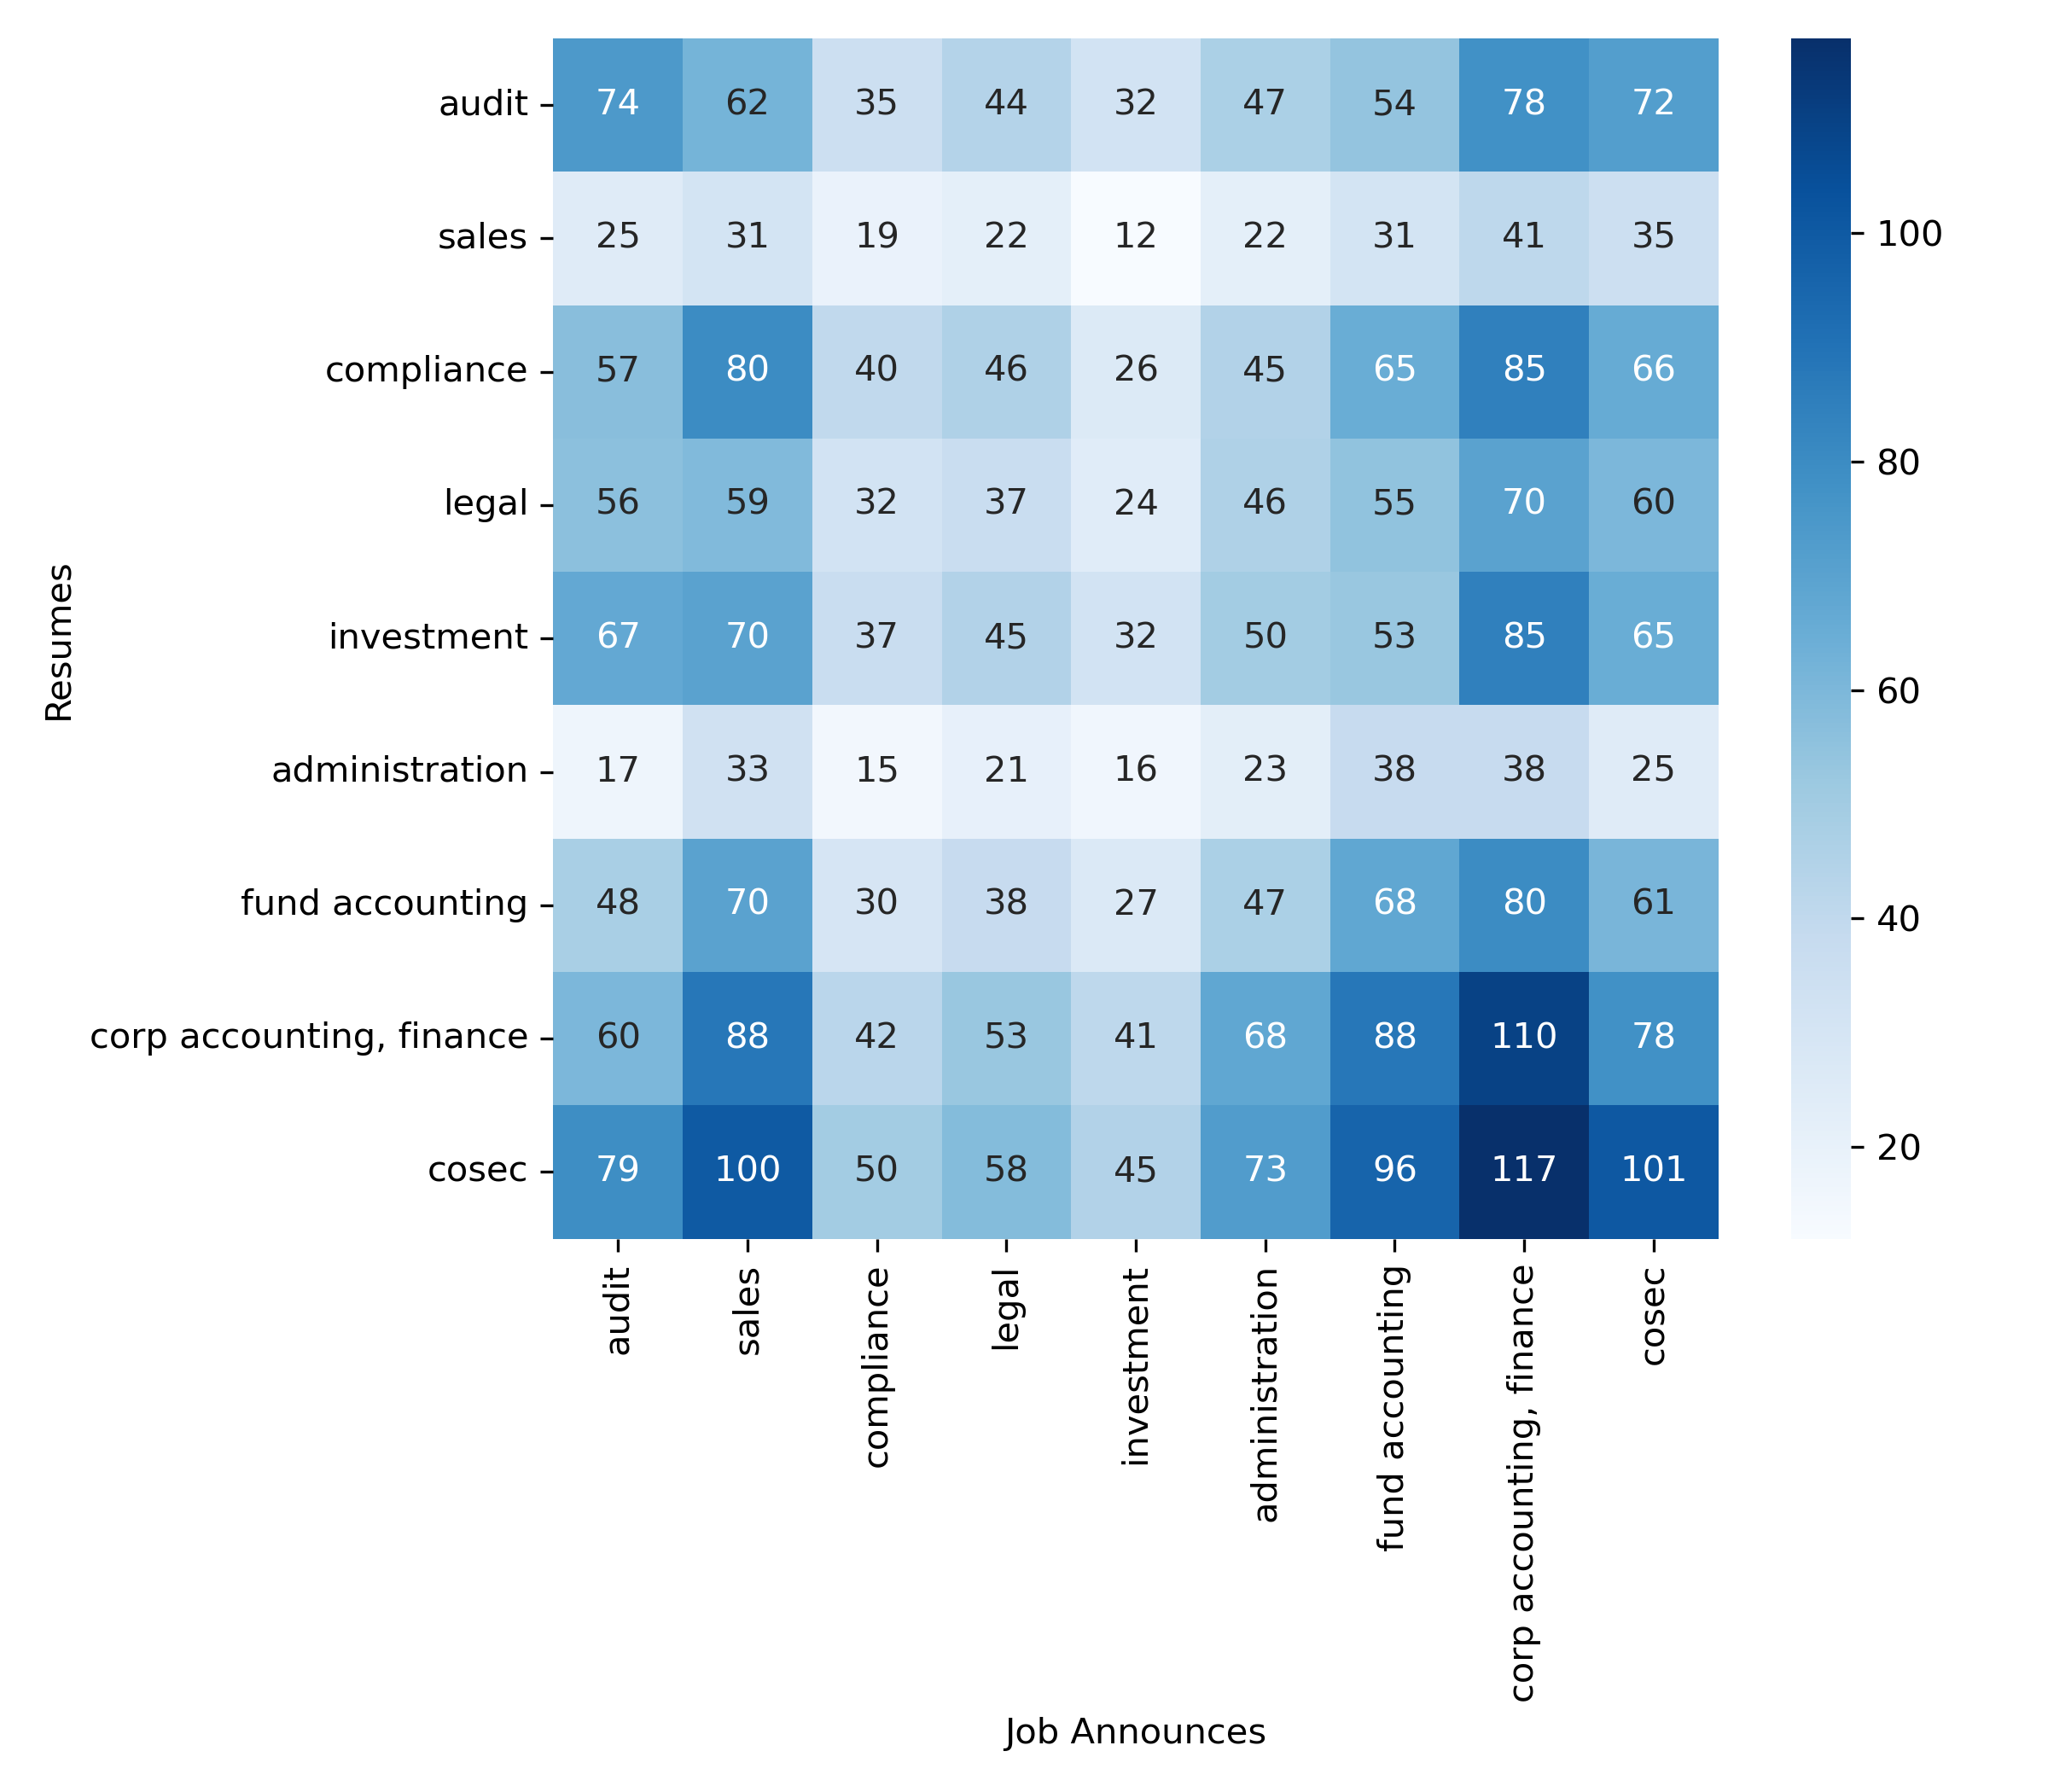 audit 74 62 35 44 32 47 54 78 72
sales 25 31 19 22 12 22 31 41 35
compliance 57 80 40 46 26 45 65 85 66
legal 56 59 32 37 24 46 55 70 60
investment 67 70 37 45 32 50 53 85 65
administration 17 33 15 21 16 23 38 38 25
fund accounting 48 70 30 38 27 47 68 80 61
corp accounting, finance 60 88 42 53 41 68 88 110 78
cosec 79 100 50 58 45 73 96 117 101
Resumes
audit
sales
compliance
legal
investment
administration
fund accounting
corp accounting, finance
cosec
Job Announces
100
80
60
40
20